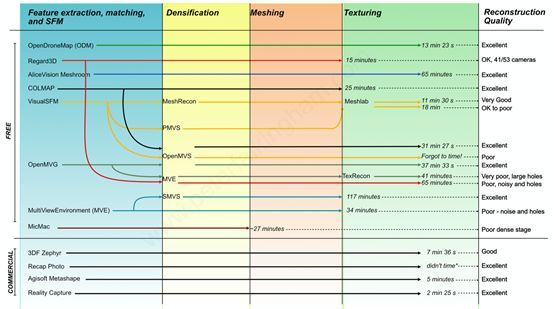 Feature extraction, matching, and SFM
Densification
Meshing
Texturing
Reconstruction Quality
FREE
OpenDroneMap (ODM) 13 min 23 s Excellent
Regard3D 15 minutes OK, 41/53 cameras
AliceVision Meshroom 65 minutes Excellent
COLMAP 25 minutes Excellent
VisualSFM MeshRecon Meshlab 11 min 30 s Very Good
18 min OK to poor
PMVS
31 min 27 s Excellent
OpenMVS Forgot to time! Poor
OpenMVG 37 min 33 s Excellent
TexRecon 41 minutes Very poor, large holes
MVE 55 minutes Poor, noisy and holes
SMVS 117 minutes Excellent
MultiViewEnvironment (MVE) 34 minutes Poor - noise and holes
MicMac 27 minutes Poor dense stage
COMMERCIAL
3DF Zephyr 7 min 36 s Good
Recap Photo didn't time* Excellent
Agisoft Metashape 5 minutes Excellent
Reality Capture 2 min 25 s Excellent